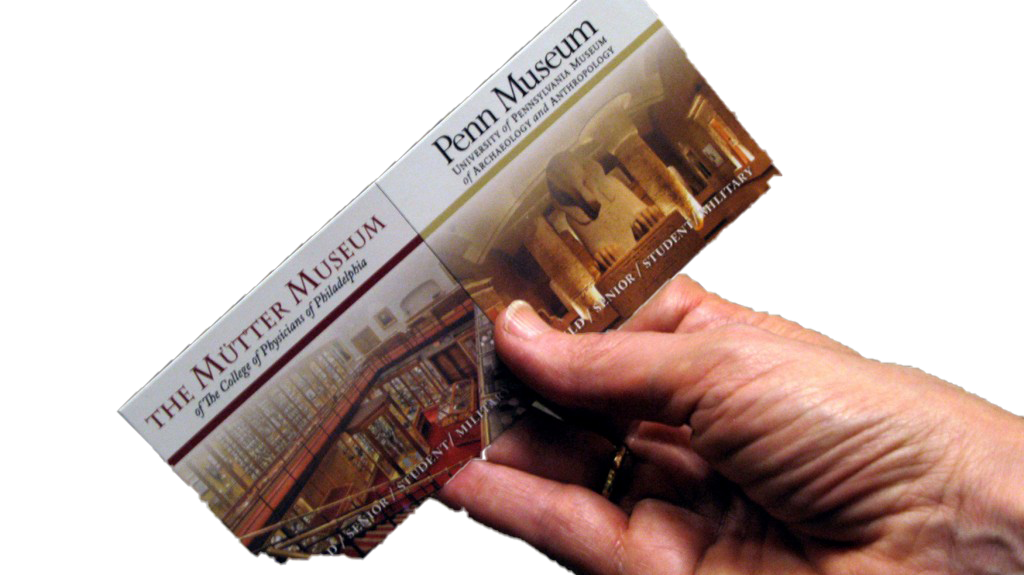 THE MÜTTER MUSEUM
of The College of Physicians of Philadelphia
SENIOR / STUDENT /
Penn Museum
UNIVERSITY of PENNSYLVANIA MUSEUM
of ARCHAEOLOGY and ANTHROPOLOGY
SENIOR / STUDENT / MILITARY